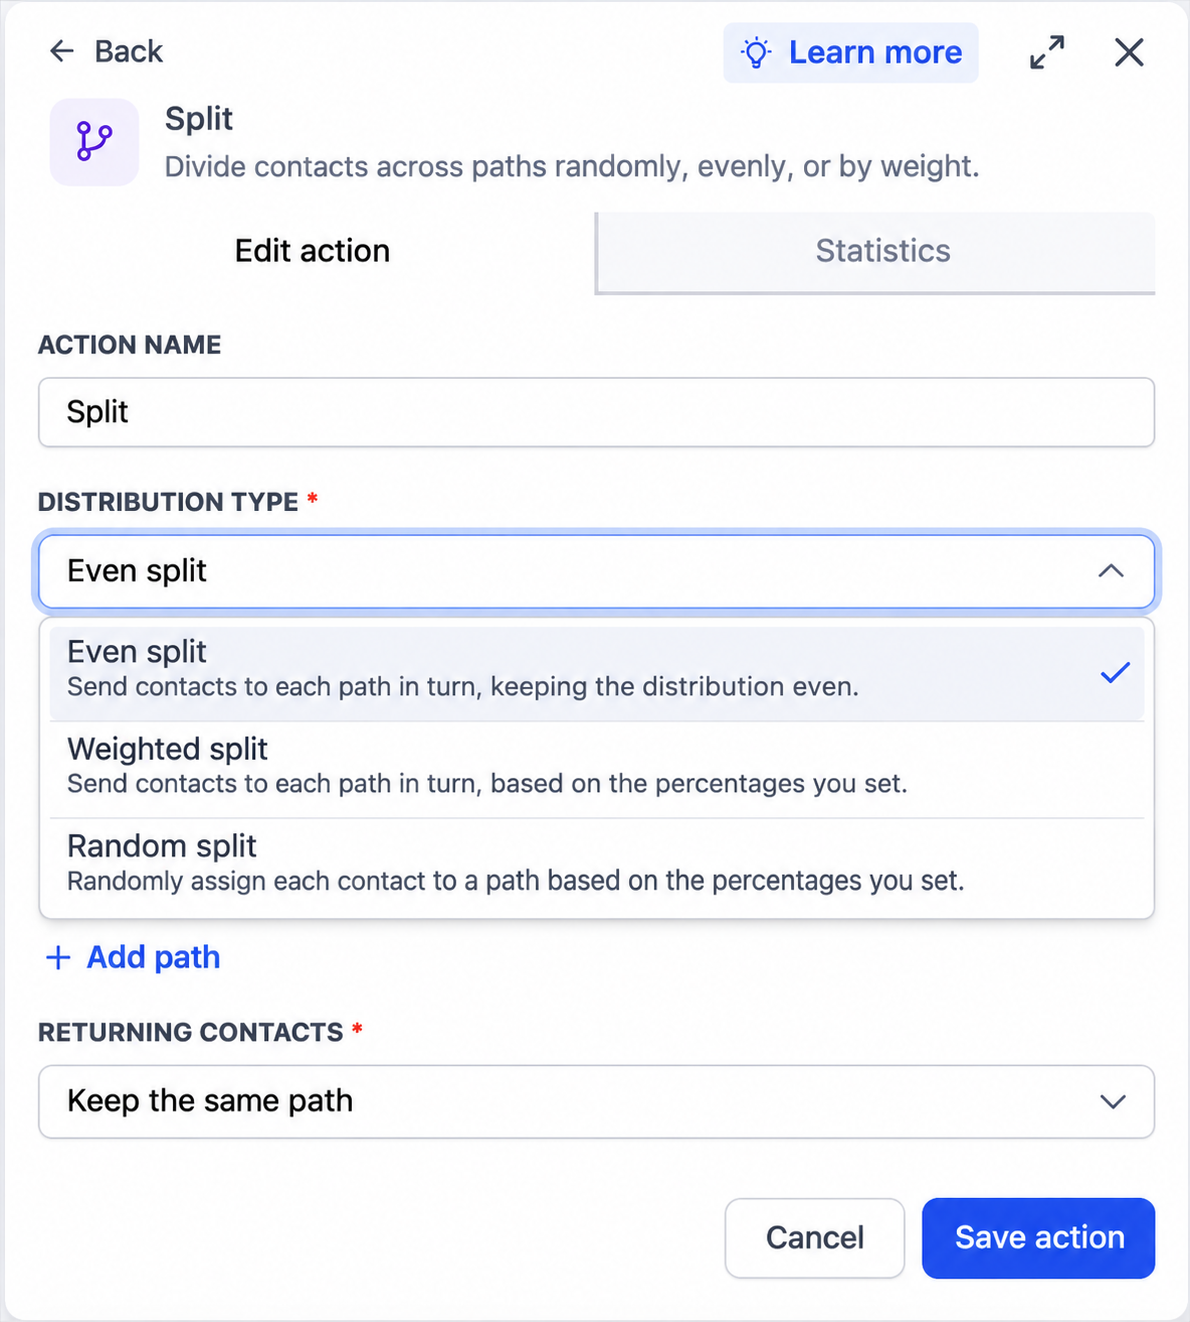 Back
Learn more
Split
Divide contacts across paths randomly, evenly, or by weight.
Edit action
Statistics
ACTION NAME
Split
DISTRIBUTION TYPE *
Even split
Even split
Send contacts to each path in turn, keeping the distribution even.
Weighted split
Send contacts to each path in turn, based on the percentages you set.
Random split
Randomly assign each contact to a path based on the percentages you set.
+ Add path
RETURNING CONTACTS *
Keep the same path
Cancel
Save action